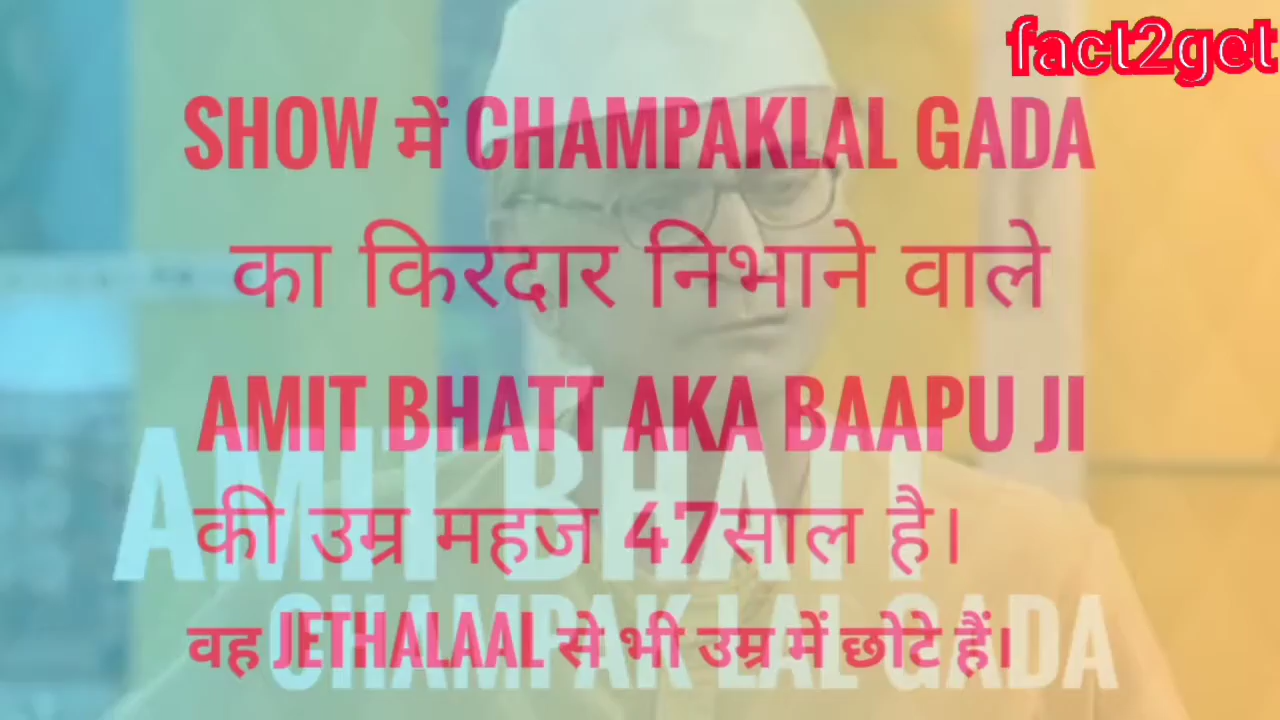 fact2get
SHOW में CHAMPAKLAL GADA
का किरदार निभाने वाले
AMIT BHATT AKA BAAPU JI
AMIT BHATT
की उम्र महज 47साल है।
CHAMPAK LAL GADA
वह JETHALAAL से भी उम्र में छोटे हैं।